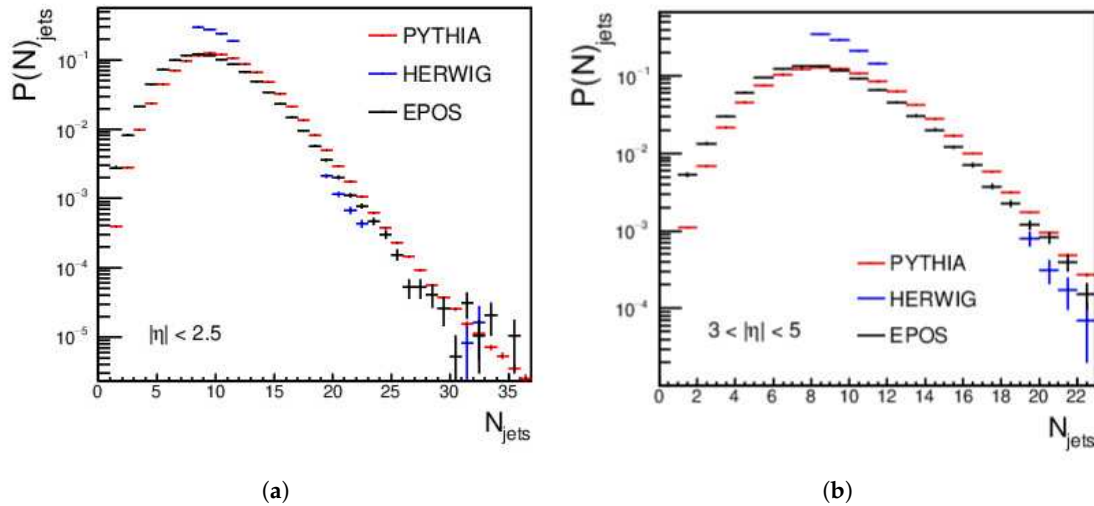 P(N)jets
10⁻¹
10⁻²
10⁻³
10⁻⁴
10⁻⁵
PYTHIA
HERWIG
EPOS
|η| < 2.5
0 5 10 15 20 25 30 35
Njets
(a)
P(N)jets
10⁻¹
10⁻²
10⁻³
10⁻⁴
PYTHIA
HERWIG
3 < |η| < 5
EPOS
0 2 4 6 8 10 12 14 16 18 20 22
Njets
(b)